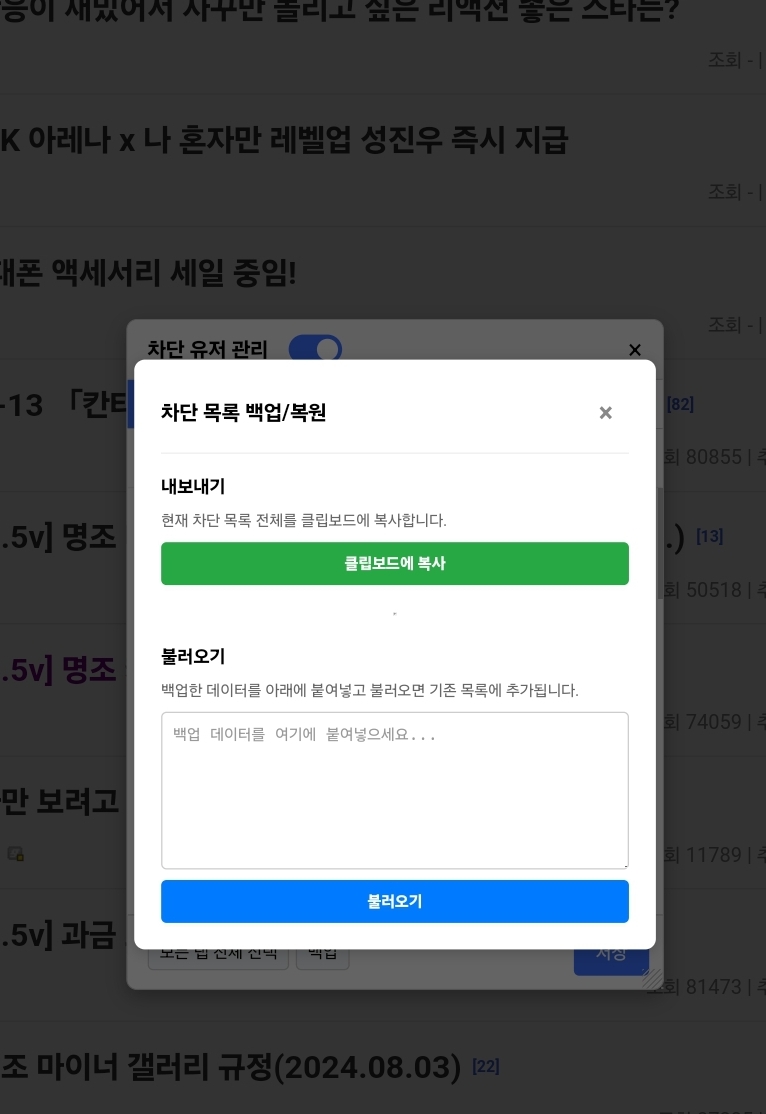 응이 재밌어서 자꾸만 놀리고 싶은 리액션 좋은 스타는?
조회 - |
K 아레나 x 나 혼자만 레벨업 성진우 즉시 지급
조회 - |
대폰 액세서리 세일 중임!
조회 - |
차단 유저 관리
×
-13 「칸타
[82]
차단 목록 백업/복원
×
회 80855 | 추
내보내기
현재 차단 목록 전체를 클립보드에 복사합니다.
.5v] 명조
.) [13]
클립보드에 복사
회 50518 | 추
불러오기
.5v] 명조
백업한 데이터를 아래에 붙여넣고 불러오면 기존 목록에 추가됩니다.
회 74059 | 추
백업 데이터를 여기에 붙여넣으세요...
만 보려고
회 11789 | 추
불러오기
.5v] 과금
모든 탭 전체 선택
백업
저장
조회 81473 | 추
조 마이너 갤러리 규정(2024.08.03) [22]